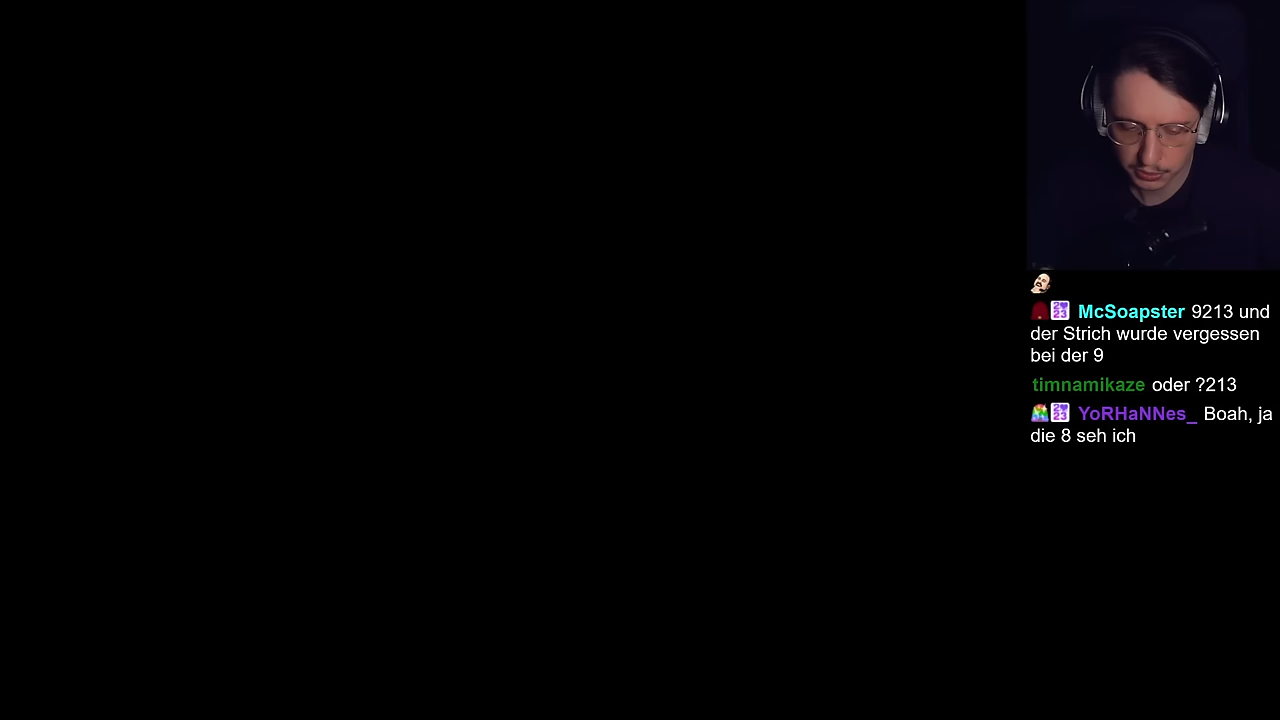 McSoapster 9213 und
der Strich wurde vergessen
bei der 9
timnamikaze oder ?213
YoRHaNNes_ Boah, ja
die 8 seh ich